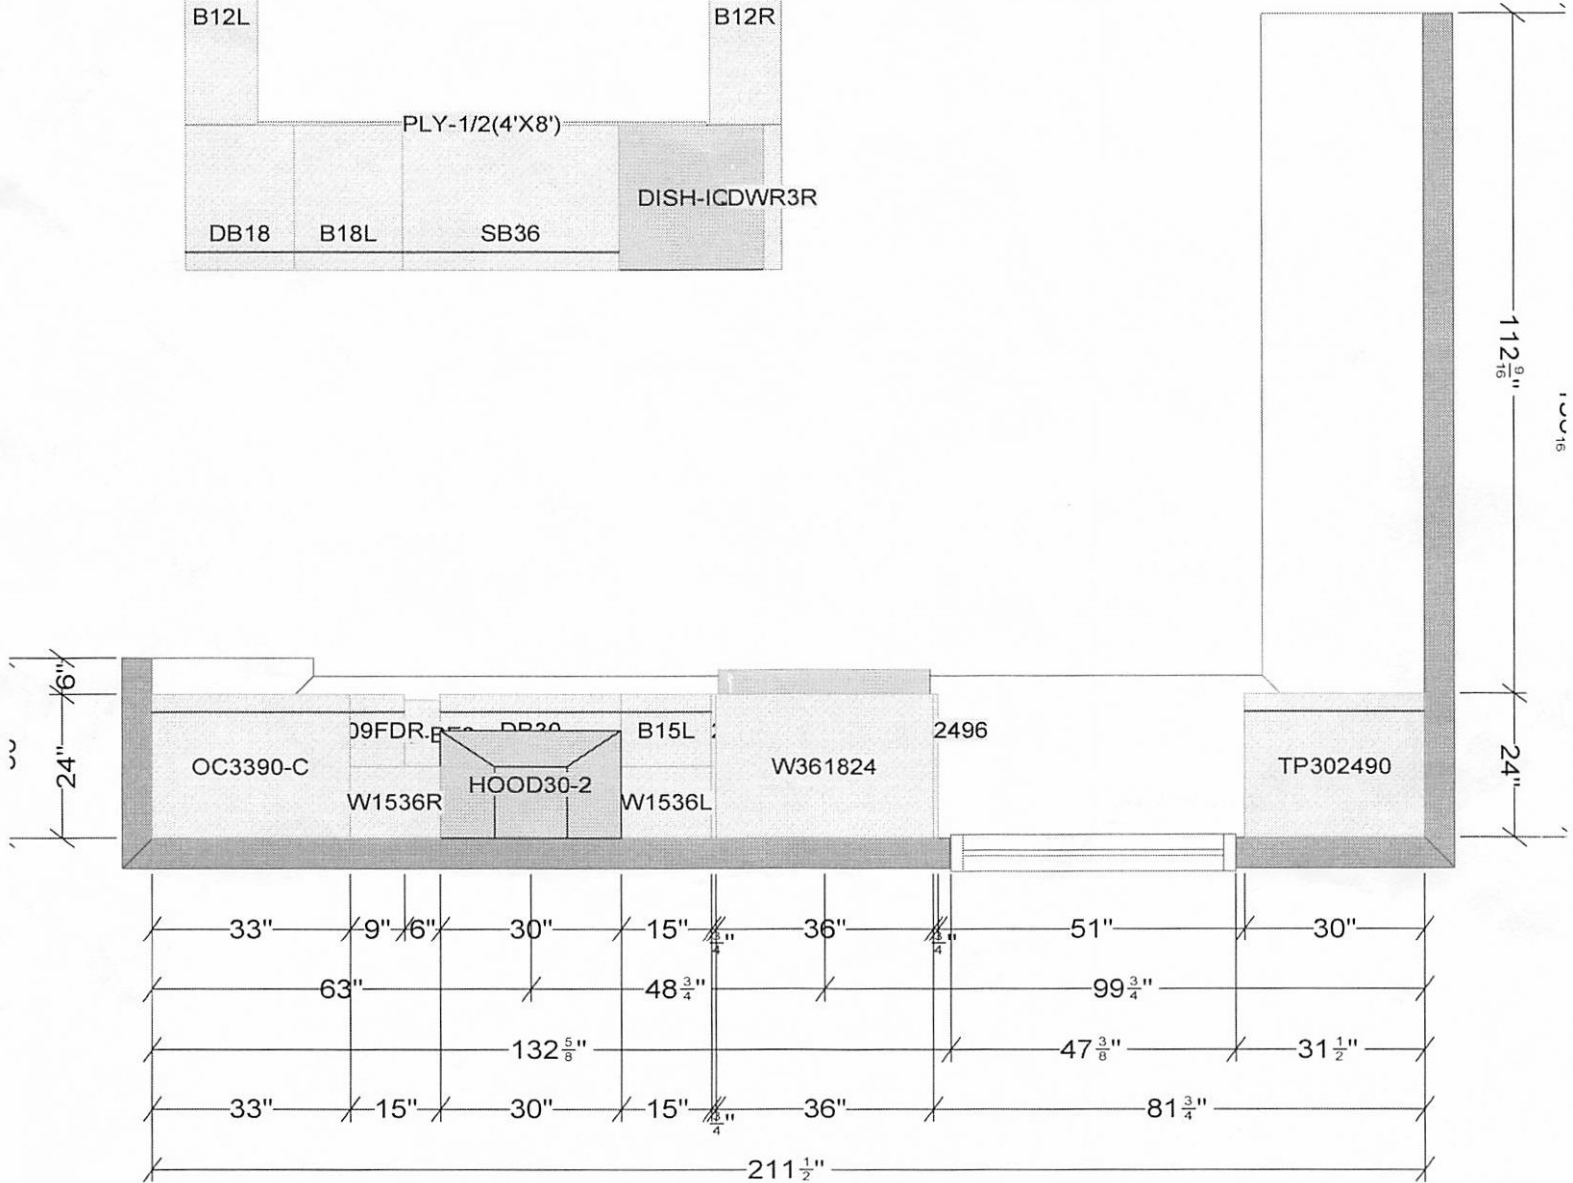 B12L
B12R
PLY-1/2(4'X8')
DISH-ICDWR3R
DB18
B18L
SB36
112 9/16"
6"
24"
09FDR
DB30
B15L
2496
OC3390-C
W361824
TP302490
24"
HOOD30-2
W1536R
W1536L
33"
9"
6"
30"
15"
3/4"
36"
3/4"
51"
30"
63"
48 3/4"
99 3/4"
132 5/8"
47 3/8"
31 1/2"
33"
15"
30"
15"
3/4"
36"
81 3/4"
211 1/2"